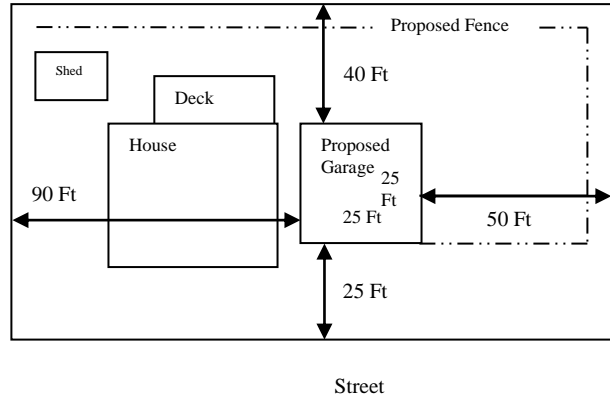 Proposed Fence
Shed
40 Ft
Deck
House
Proposed
Garage
25
Ft
90 Ft
25 Ft
50 Ft
25 Ft
Street